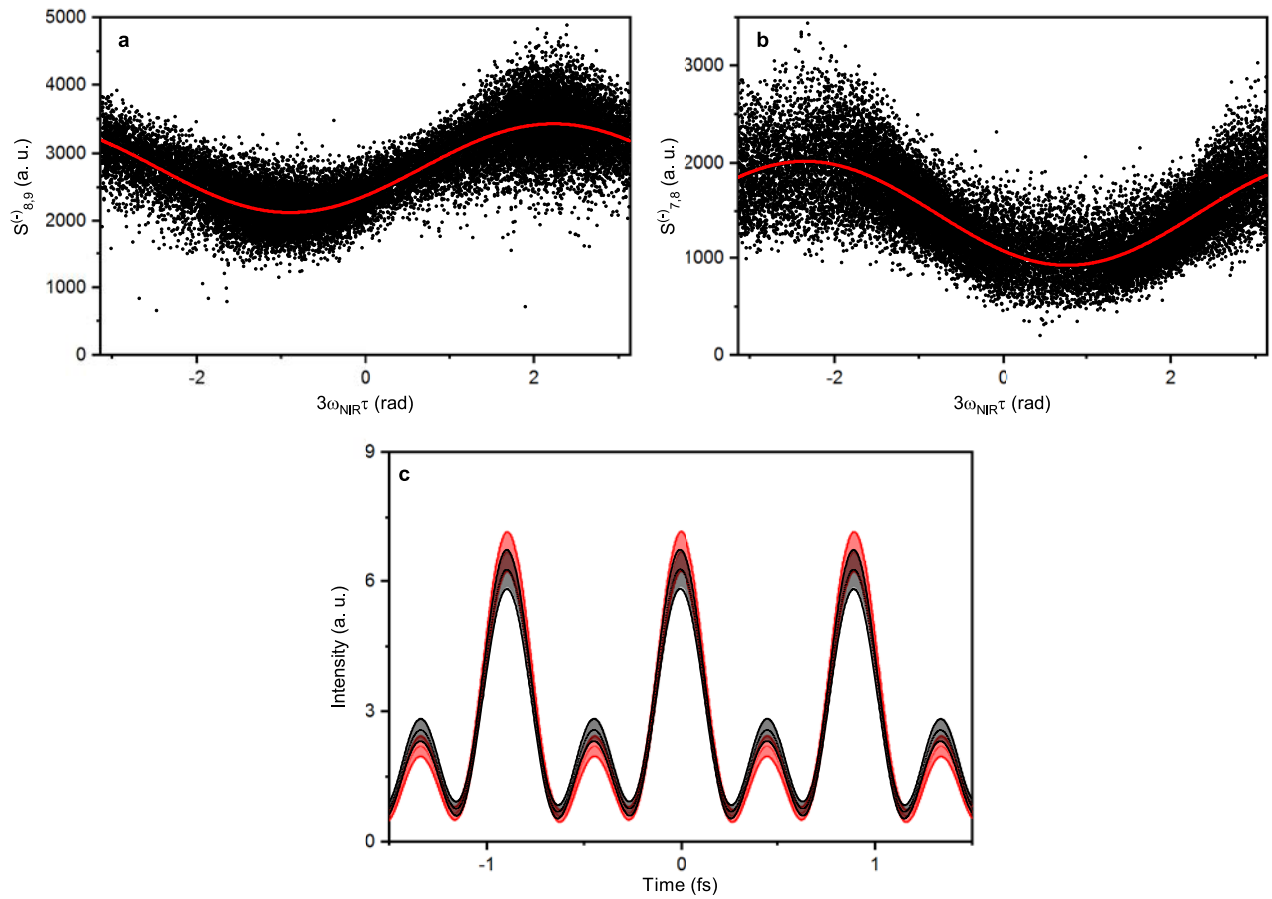 a
5000
4000
3000
2000
1000
0
-2
0
2
S(-)8,9 (a. u.)
3ωNIRτ (rad)
b
3000
2000
1000
0
-2
0
2
S(-)7,8 (a. u.)
3ωNIRτ (rad)
c
9
6
3
0
-1
0
1
Intensity (a. u.)
Time (fs)